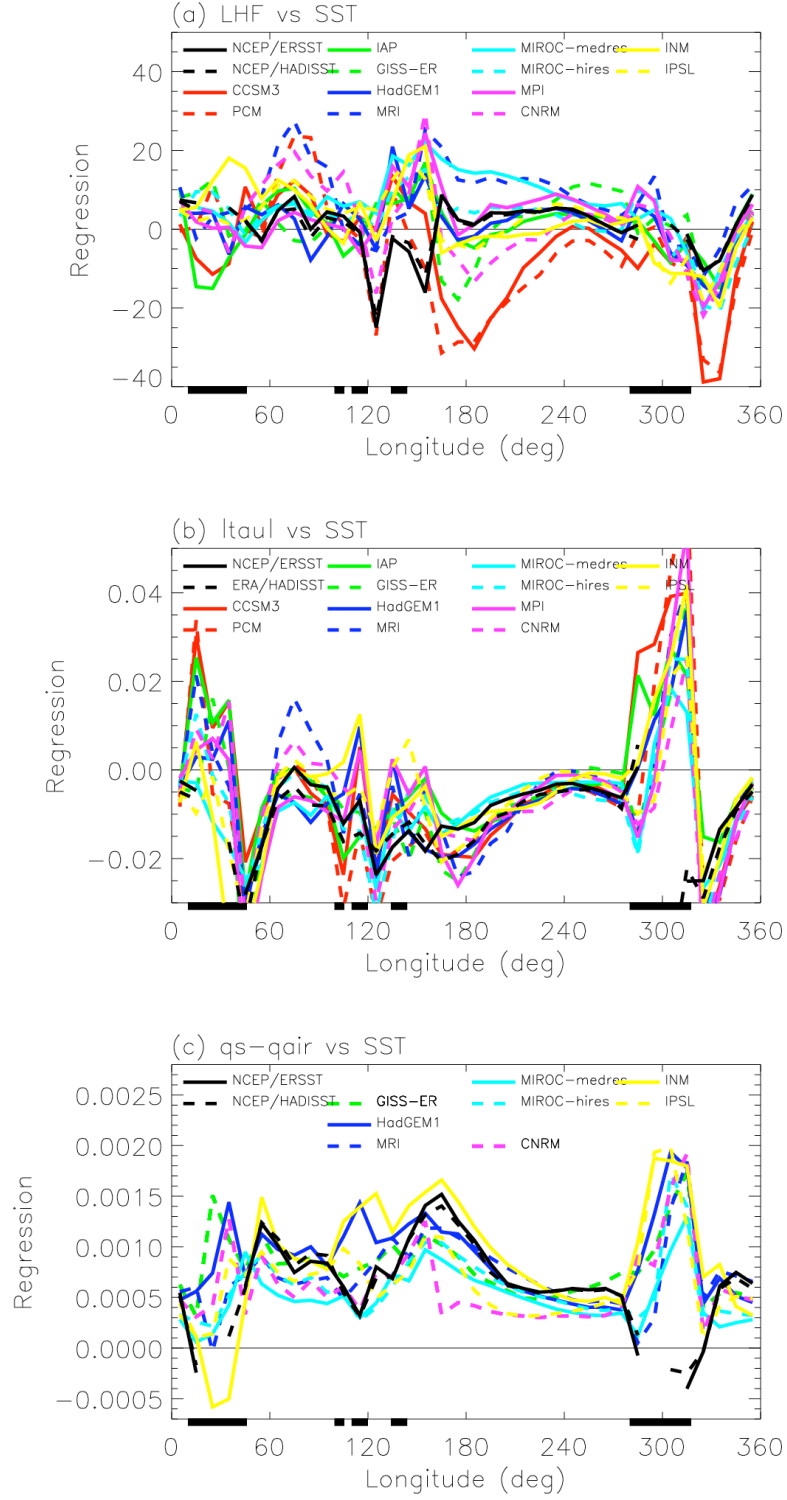 (a) LHF vs SST
NCEP/ERSST IAP MIROC-medres INM
NCEP/HADISST GISS-ER MIROC-hires IPSL
CCSM3 HadGEM1 MPI
PCM MRI CNRM
40
20
0
-20
-40
Regression
0 60 120 180 240 300 360
Longitude (deg)
(b) ltaul vs SST
NCEP/ERSST IAP MIROC-medres INM
ERA/HADISST GISS-ER MIROC-hires IPSL
CCSM3 HadGEM1 MPI
PCM MRI CNRM
0.04
0.02
0.00
-0.02
Regression
0 60 120 180 240 300 360
Longitude (deg)
(c) qs-qair vs SST
NCEP/ERSST MIROC-medres INM
NCEP/HADISST GISS-ER MIROC-hires IPSL
HadGEM1
MRI CNRM
0.0025
0.0020
0.0015
0.0010
0.0005
0.0000
-0.0005
Regression
0 60 120 180 240 300 360
Longitude (deg)